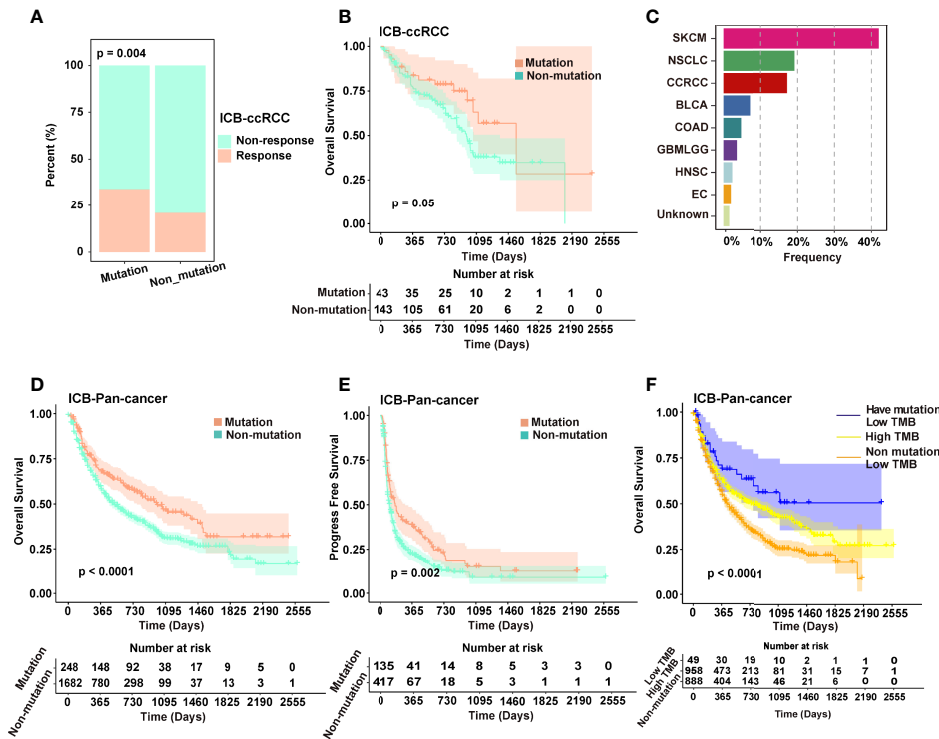 A
p = 0.004
100
75
50
25
0
Percent (%)
Mutation
Non_mutation
ICB-ccRCC
Non-response
Response
B
ICB-ccRCC
Mutation
Non-mutation
1.00
0.75
0.50
0.25
0.00
Overall Survival
p = 0.05
0 365 730 1095 1460 1825 2190 2555
Time (Days)
Number at risk
Mutation 43 35 25 10 2 1 1 0
Non-mutation 143 105 61 20 6 2 0 0
0 365 730 1095 1460 1825 2190 2555
Time (Days)
C
SKCM
NSCLC
CCRCC
BLCA
COAD
GBMLGG
HNSC
EC
Unknown
0% 10% 20% 30% 40%
Frequency
D
ICB-Pan-cancer
Mutation
Non-mutation
1.00
0.75
0.50
0.25
0.00
Overall Survival
p < 0.0001
0 365 730 1095 1460 1825 2190 2555
Time (Days)
Number at risk
Mutation 248 148 92 38 17 9 5 0
Non-mutation 1682 780 298 99 37 13 3 1
0 365 730 1095 1460 1825 2190 2555
Time (Days)
E
ICB-Pan-cancer
Mutation
Non-mutation
1.00
0.75
0.50
0.25
0.00
Progress Free Survival
p = 0.002
0 365 730 1095 1460 1825 2190 2555
Time (Days)
Number at risk
Mutation 135 41 14 8 5 3 3 0
Non-mutation 417 67 18 5 3 1 1 1
0 365 730 1095 1460 1825 2190 2555
Time (Days)
F
ICB-Pan-cancer
Have mutation
Low TMB
High TMB
Non mutation
Low TMB
1.00
0.75
0.50
0.25
0.00
Overall Survival
p < 0.0001
0 365 730 1095 1460 1825 2190 2555
Time (Days)
Number at risk
Low TMB 49 30 19 10 2 1 1 0
High TMB 958 473 213 81 31 15 7 1
Non-mutation 888 404 143 46 21 6 0 0
0 365 730 1095 1460 1825 2190 2555
Time (Days)